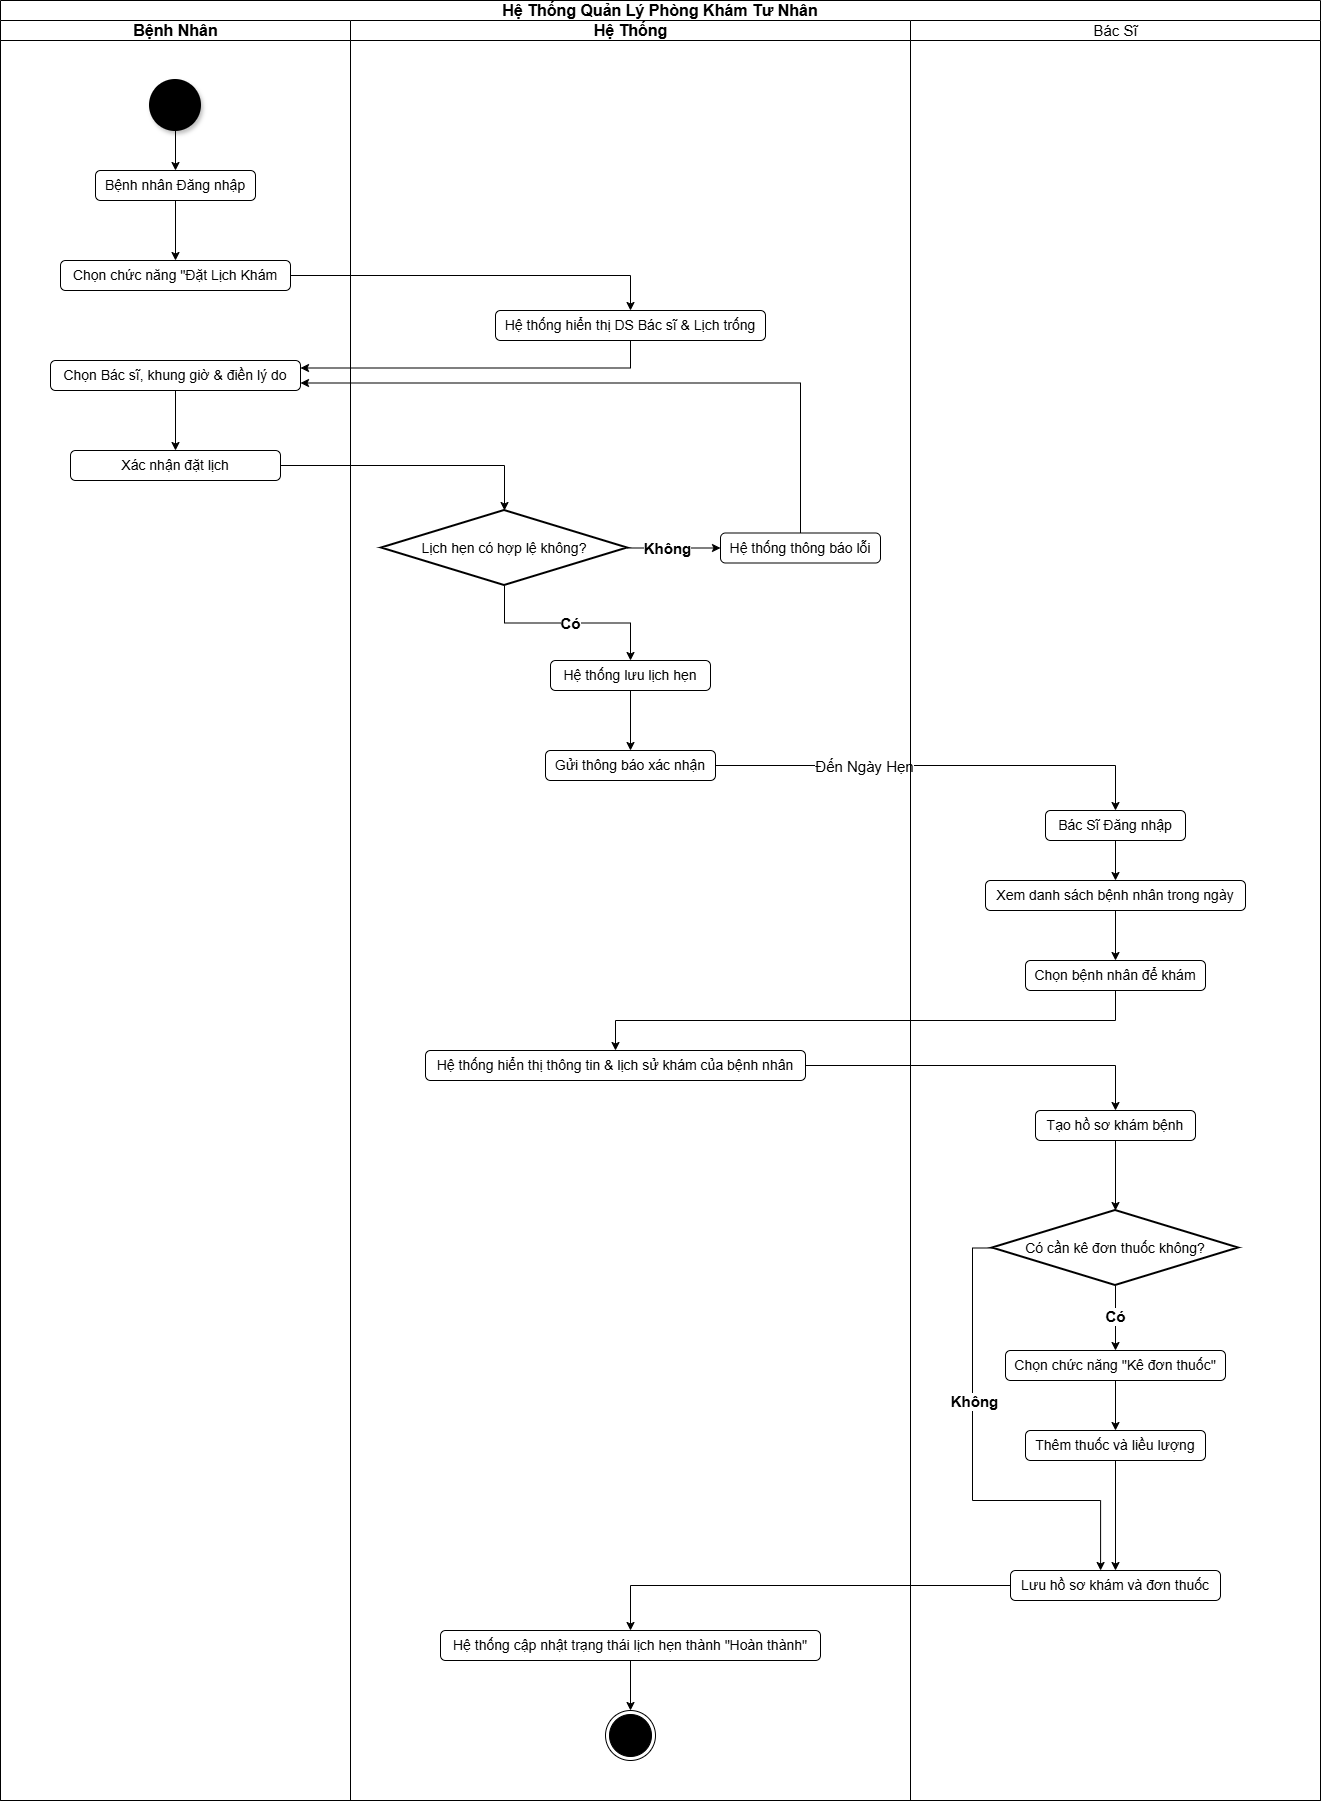 Hệ Thống Quản Lý Phòng Khám Tư Nhân
Bệnh Nhân
Hệ Thống
Bác Sĩ
Bệnh nhân Đăng nhập
Chọn chức năng "Đặt Lịch Khám
Hệ thống hiển thị DS Bác sĩ & Lịch trống
Chọn Bác sĩ, khung giờ & điền lý do
Xác nhận đặt lịch
Lịch hẹn có hợp lệ không?
Không
Hệ thống thông báo lỗi
Có
Hệ thống lưu lịch hẹn
Gửi thông báo xác nhận
Đến Ngày Hẹn
Bác Sĩ Đăng nhập
Xem danh sách bệnh nhân trong ngày
Chọn bệnh nhân để khám
Hệ thống hiển thị thông tin & lịch sử khám của bệnh nhân
Tạo hồ sơ khám bệnh
Có cần kê đơn thuốc không?
Có
Chọn chức năng "Kê đơn thuốc"
Không
Thêm thuốc và liều lượng
Lưu hồ sơ khám và đơn thuốc
Hệ thống cập nhật trạng thái lịch hẹn thành "Hoàn thành"